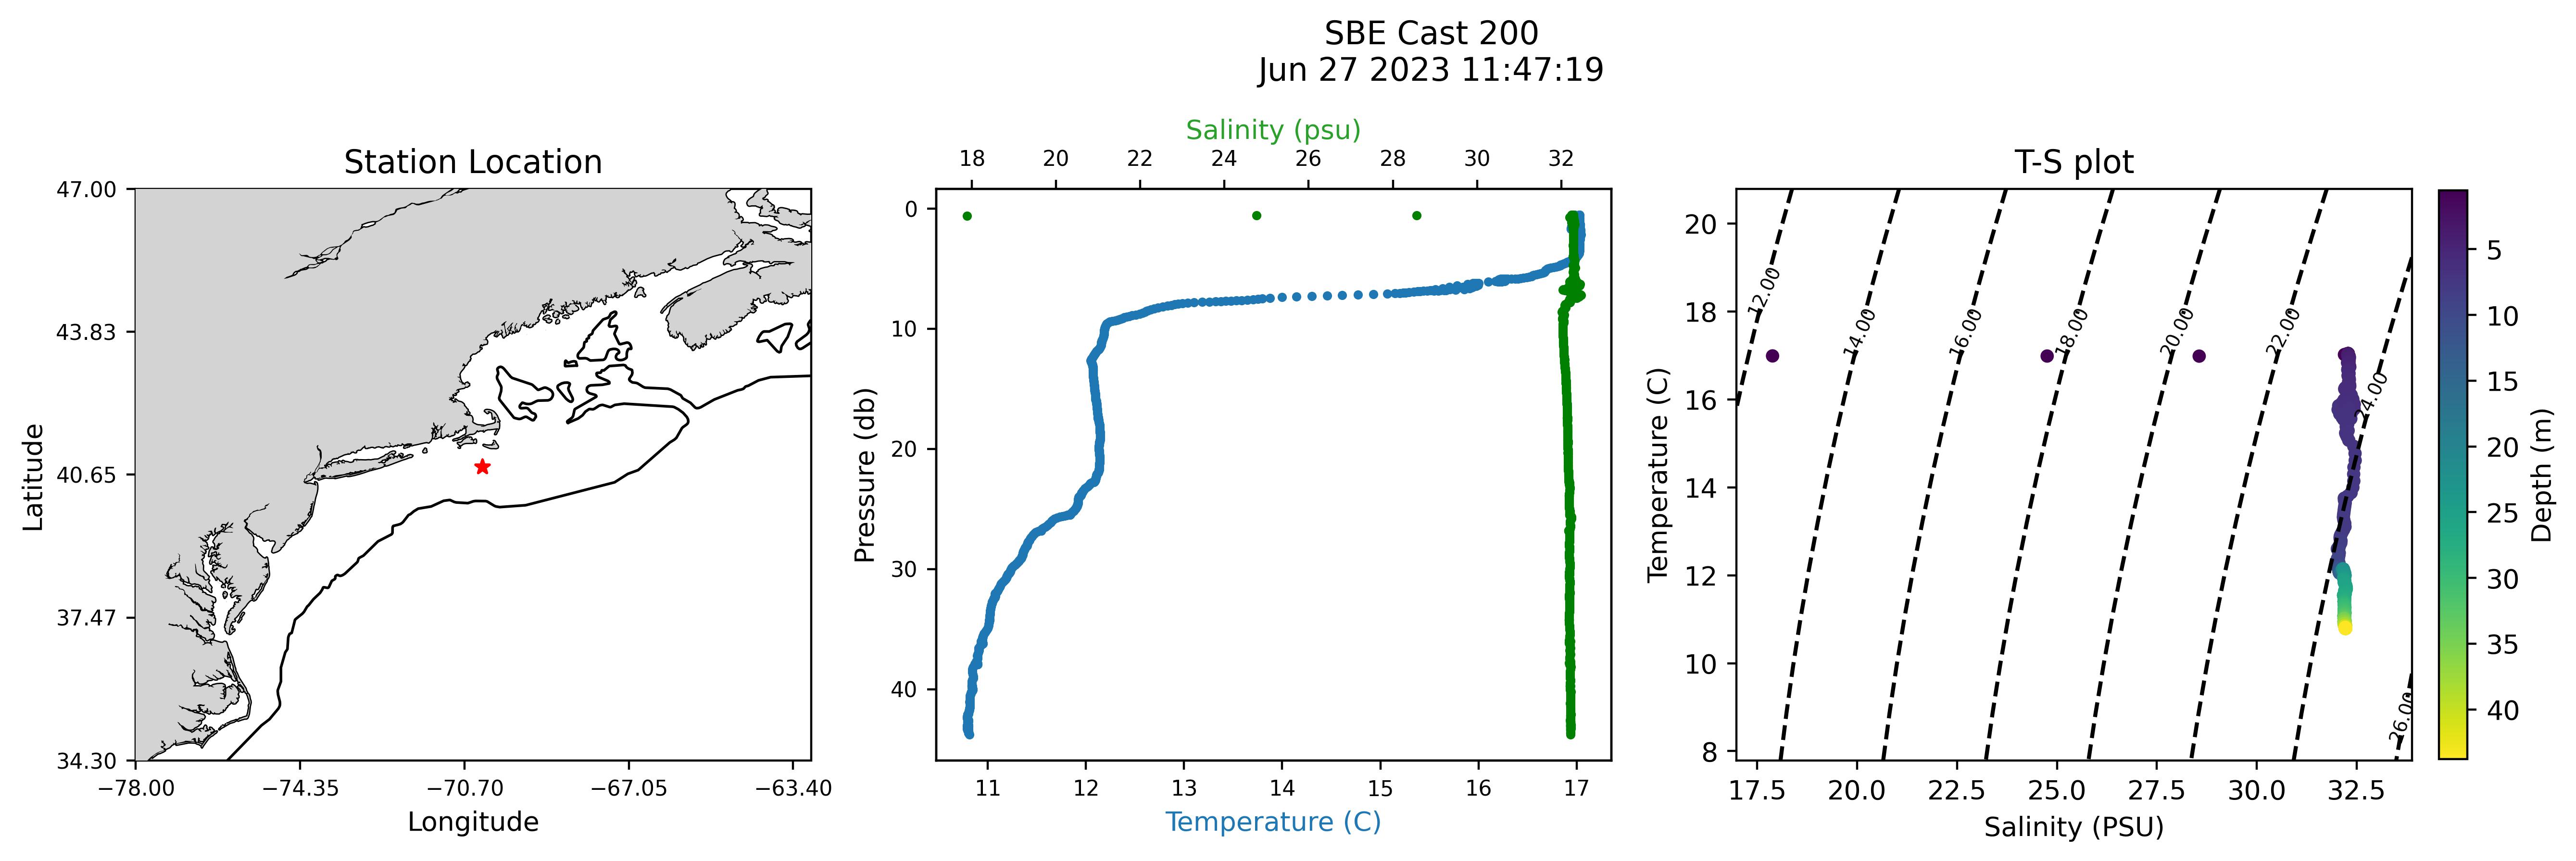 SBE Cast 200
Jun 27 2023 11:47:19
Station Location
47.00
43.83
40.65
37.47
34.30
−78.00 −74.35 −70.70 −67.05 −63.40
Latitude
Longitude
Salinity (psu)
18 20 22 24 26 28 30 32
0
10
20
30
40
Pressure (db)
11 12 13 14 15 16 17
Temperature (C)
T-S plot
20
18
16
14
12
10
8
Temperature (C)
12.00
14.00
16.00
18.00
20.00
22.00
24.00
26.00
17.5 20.0 22.5 25.0 27.5 30.0 32.5
Salinity (PSU)
5
10
15
20
25
30
35
40
Depth (m)